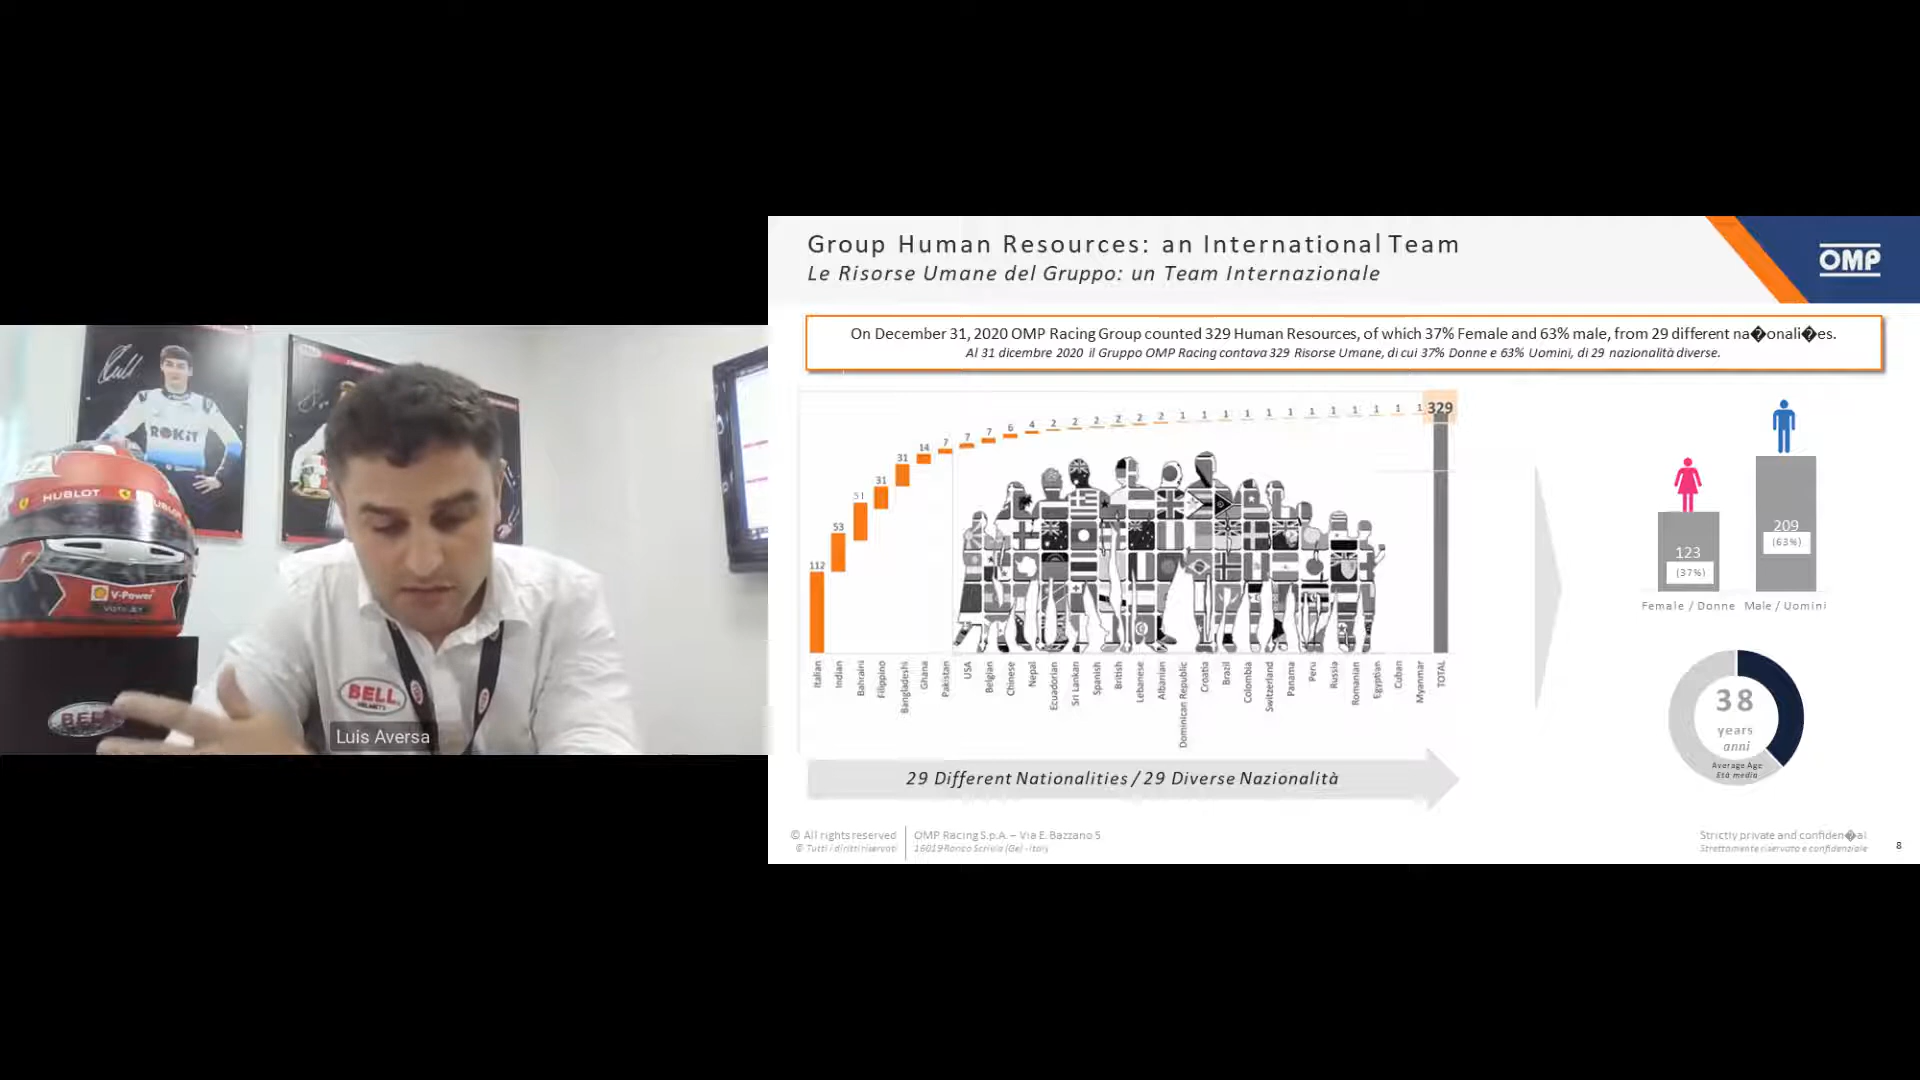 Group Human Resources: an International Team
Le Risorse Umane del Gruppo: un Team Internazionale
OMP
On December 31, 2020 OMP Racing Group counted 329 Human Resources, of which 37% Female and 63% male, from 29 different na�onali�es.
Al 31 dicembre 2020 il Gruppo OMP Racing contava 329 Risorse Umane, di cui 37% Donne e 63% Uomini, di 29 nazionalità diverse.
112 53 51 31 31 14 7 7 7 6 4 2 2 2 2 2 2 1 1 1 1 1 1 1 1 1 1 1 1 329
Italian
Indian
Bahraini
Filippino
Bangladeshi
Ghana
Pakistan
USA
Belgian
Chinese
Nepal
Ecuadorian
Sri Lankan
Spanish
British
Lebanese
Albanian
Dominican Republic
Croatia
Brazil
Colombia
Switzerland
Panama
Peru
Russia
Romanian
Egyptian
Cuban
Myanmar
TOTAL
123
(37%)
209
(63%)
Female / Donne
Male / Uomini
38
years
anni
Average Age
Età media
29 Different Nationalities / 29 Diverse Nazionalità
© All rights reserved
© Tutti i diritti riservati
OMP Racing S.p.A. – Via E. Bazzano 5
16019 Ronco Scrivia (Ge) - Italy
Strictly private and confiden�al
Strettamente riservato e confidenziale
8
ROKiT
HUBLOT
V-Power
BELL
HELMETS
BELL
Luis Aversa